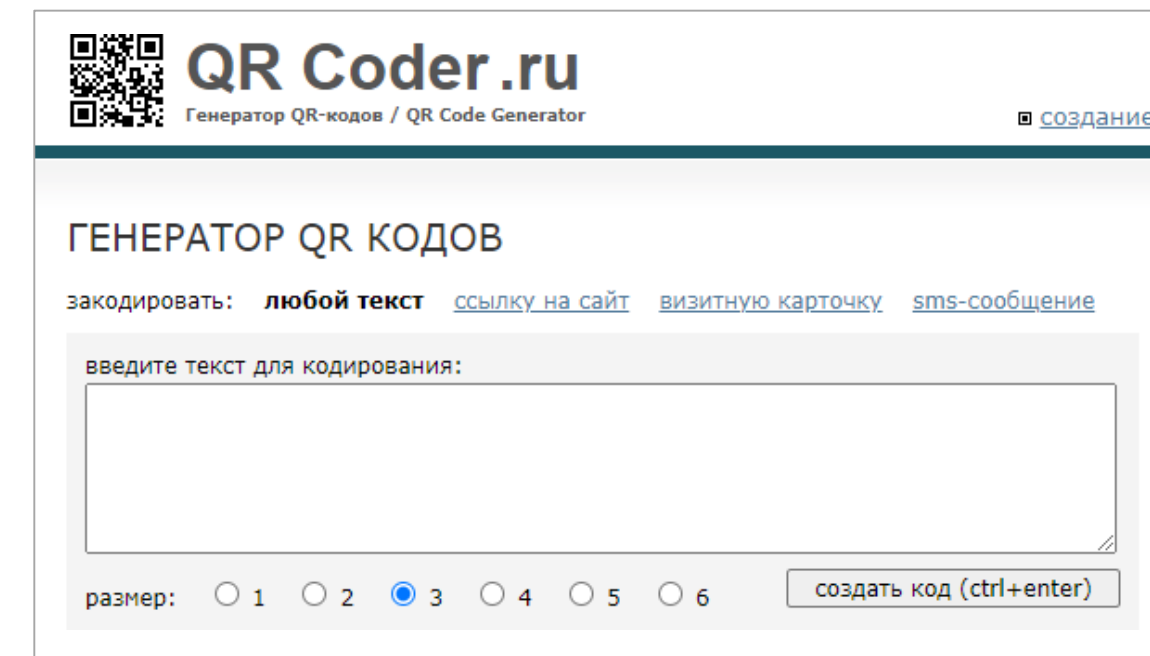 QR Coder.ru
Генератор QR-кодов / QR Code Generator
создание
ГЕНЕРАТОР QR КОДОВ
закодировать: любой текст ссылку на сайт визитную карточку sms-сообщение
введите текст для кодирования:
размер: 1 2 3 4 5 6 создать код (ctrl+enter)